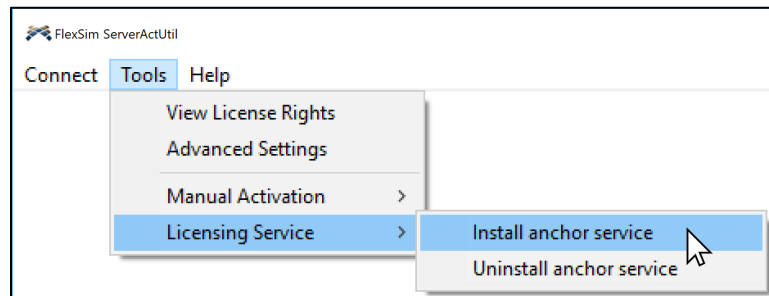 FlexSim ServerActUtil
Connect Tools Help
View License Rights
Advanced Settings
Manual Activation
Licensing Service
Install anchor service
Uninstall anchor service